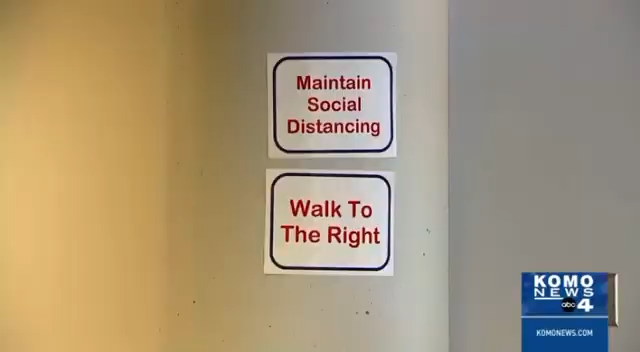 Maintain
Social
Distancing
Walk To
The Right
KOMO
NEWS
abc 4
KOMONEWS.COM